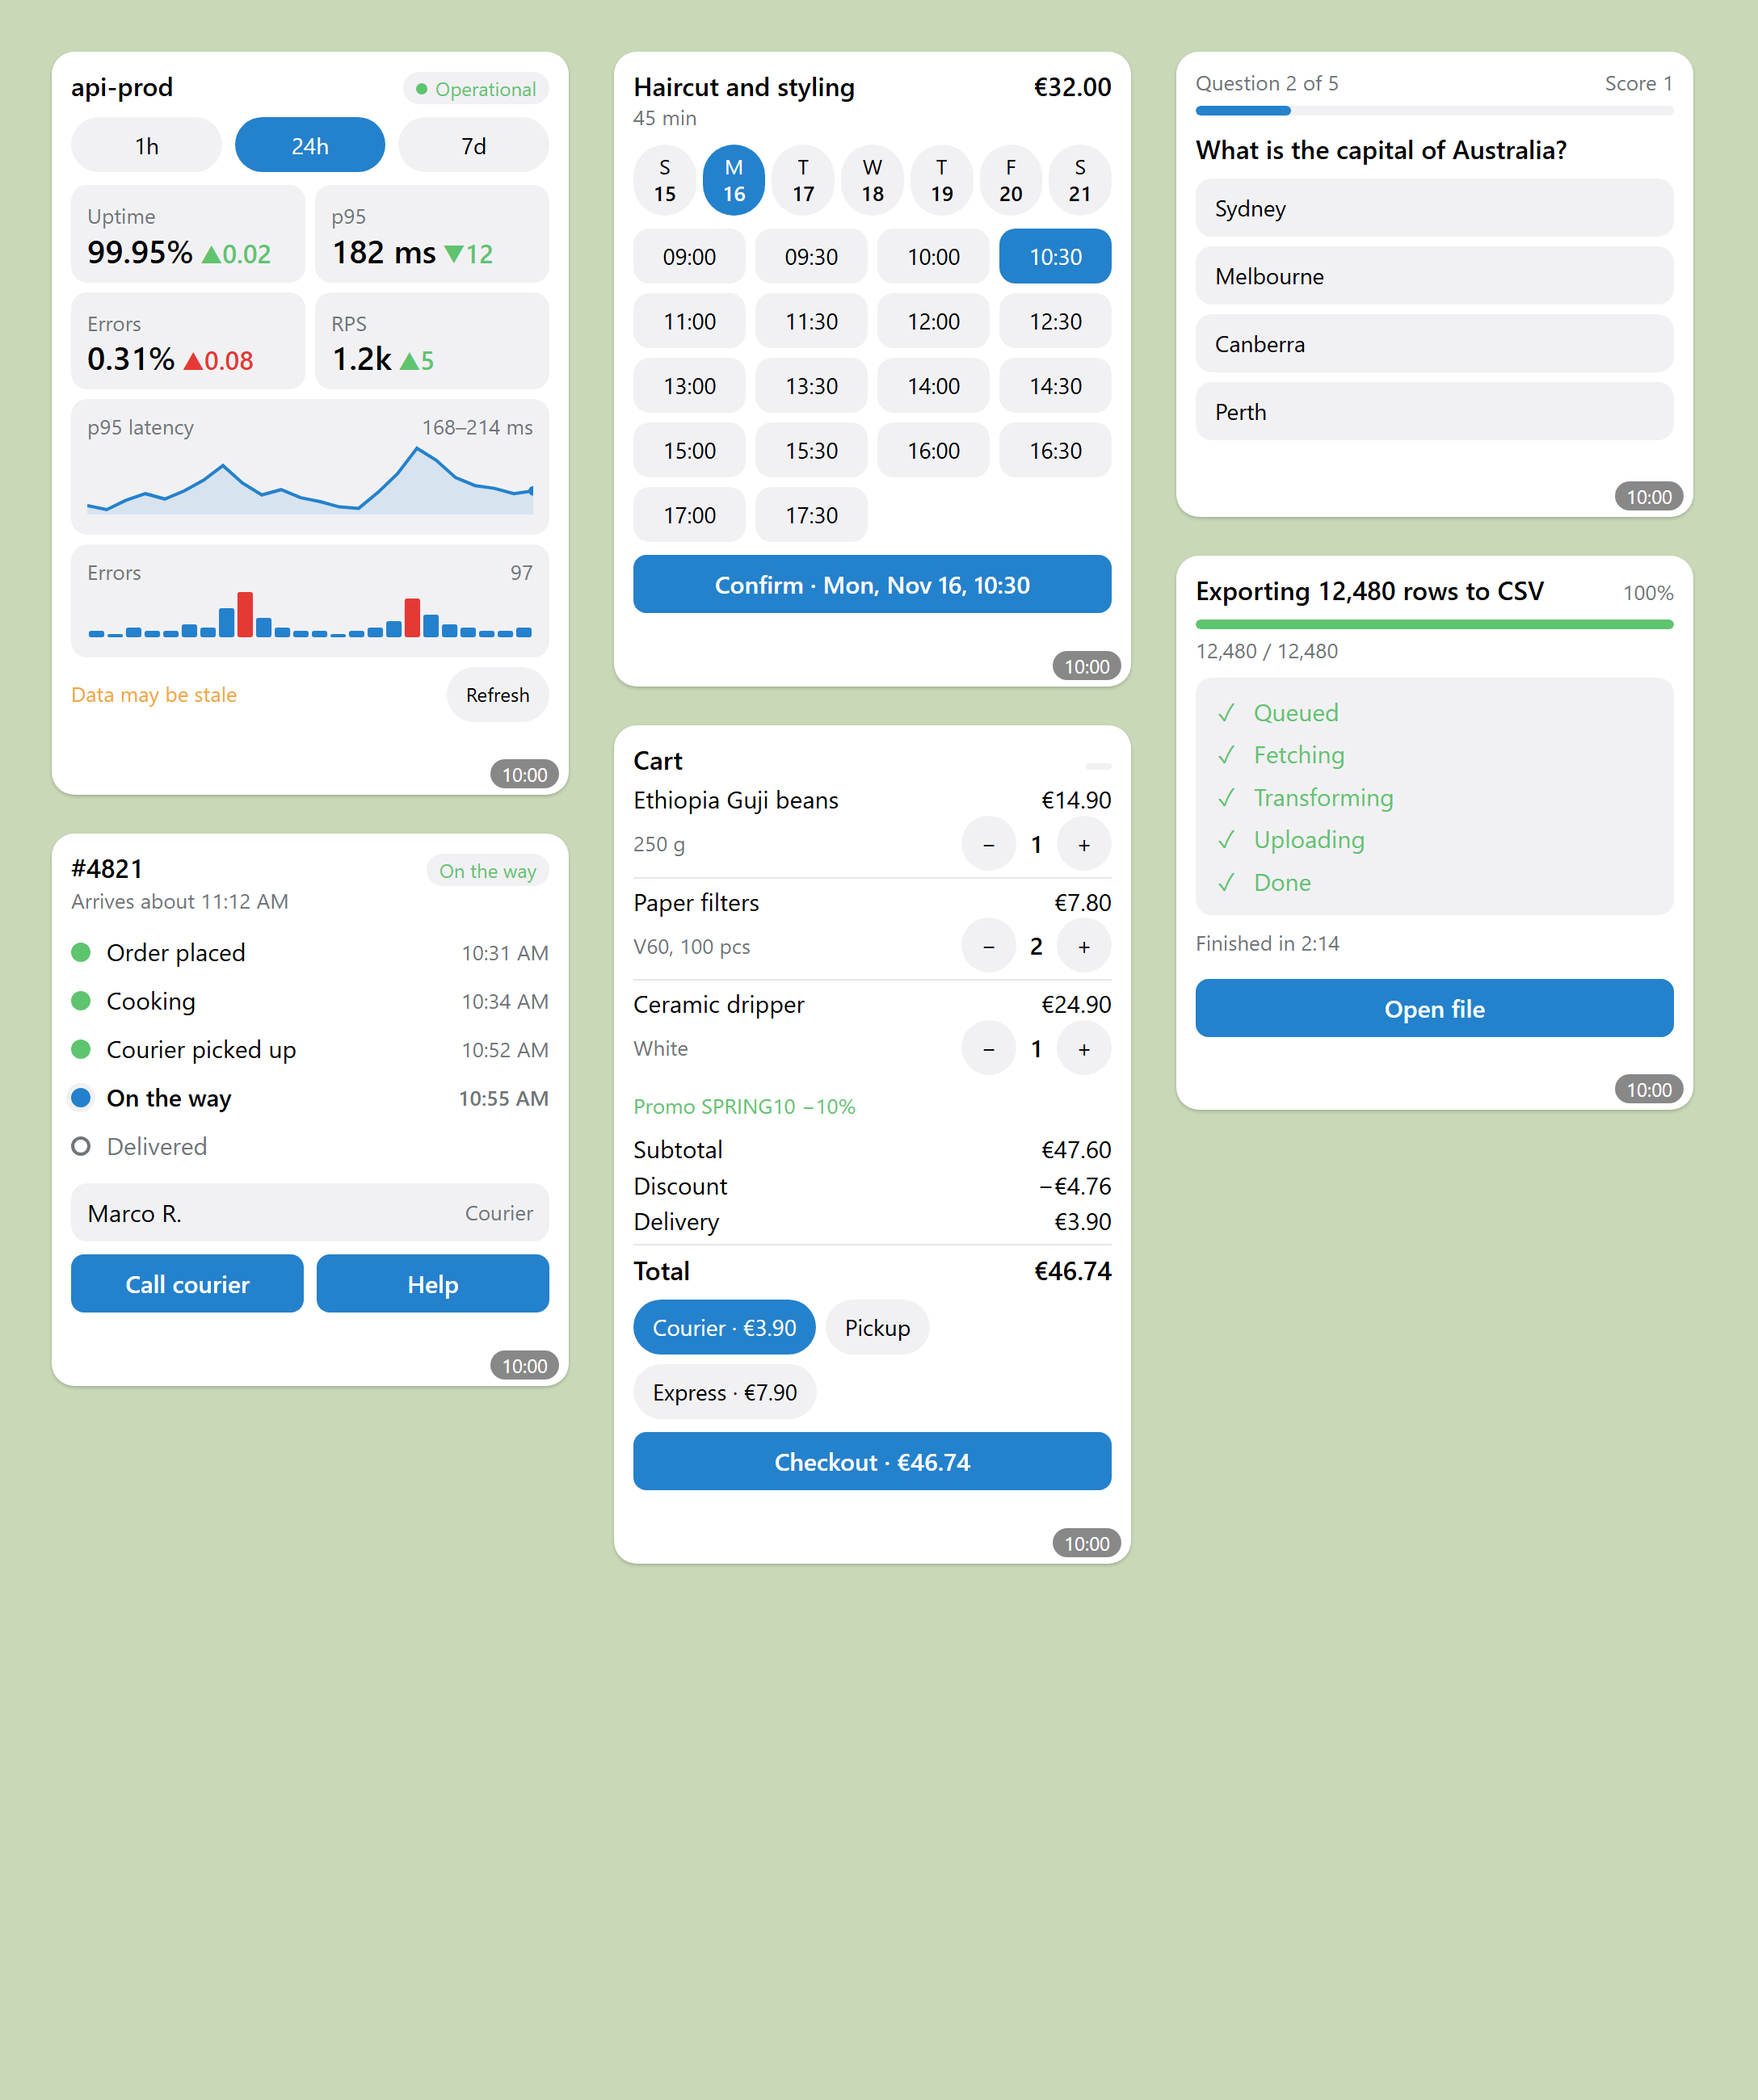 api-prod
Operational
1h 24h 7d
Uptime
99.95% ▲0.02
p95
182 ms ▼12
Errors
0.31% ▲0.08
RPS
1.2k ▲5
p95 latency 168–214 ms
Errors 97
Data may be stale
Refresh
10:00
#4821
On the way
Arrives about 11:12 AM
Order placed 10:31 AM
Cooking 10:34 AM
Courier picked up 10:52 AM
On the way 10:55 AM
Delivered
Marco R. Courier
Call courier Help
10:00
Haircut and styling €32.00
45 min
S M T W T F S
15 16 17 18 19 20 21
09:00 09:30 10:00 10:30
11:00 11:30 12:00 12:30
13:00 13:30 14:00 14:30
15:00 15:30 16:00 16:30
17:00 17:30
Confirm · Mon, Nov 16, 10:30
10:00
Cart
Ethiopia Guji beans €14.90
250 g − 1 +
Paper filters €7.80
V60, 100 pcs − 2 +
Ceramic dripper €24.90
White − 1 +
Promo SPRING10 −10%
Subtotal €47.60
Discount −€4.76
Delivery €3.90
Total €46.74
Courier · €3.90 Pickup
Express · €7.90
Checkout · €46.74
10:00
Question 2 of 5 Score 1
What is the capital of Australia?
Sydney
Melbourne
Canberra
Perth
10:00
Exporting 12,480 rows to CSV 100%
12,480 / 12,480
✓ Queued
✓ Fetching
✓ Transforming
✓ Uploading
✓ Done
Finished in 2:14
Open file
10:00